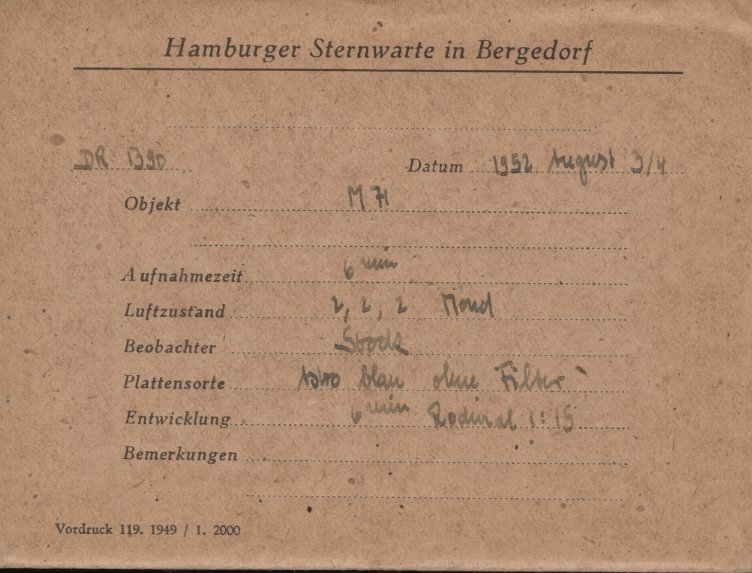 Hamburger Sternwarte in Bergedorf
DR 1390 Datum 1952 August 3/4
Objekt M 71
Aufnahmezeit 6 min
Luftzustand 2, 2, 2 Mond
Beobachter Stock
Plattensorte Astro blau ohne Filter
Entwicklung 6 min Rodinal 1:15
Bemerkungen
Vordruck 119. 1949 / 1. 2000